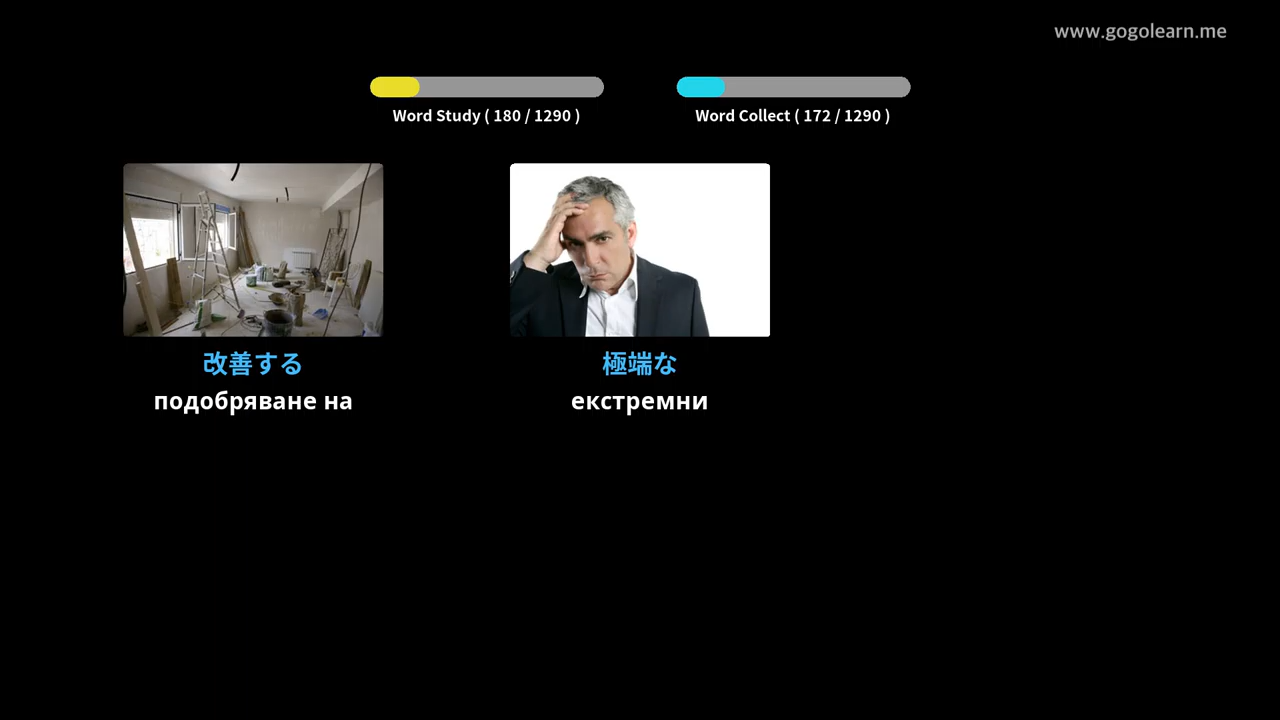 www.gogolearn.me
Word Study ( 180 / 1290 )
Word Collect ( 172 / 1290 )
改善する
極端な
подобряване на
екстремни